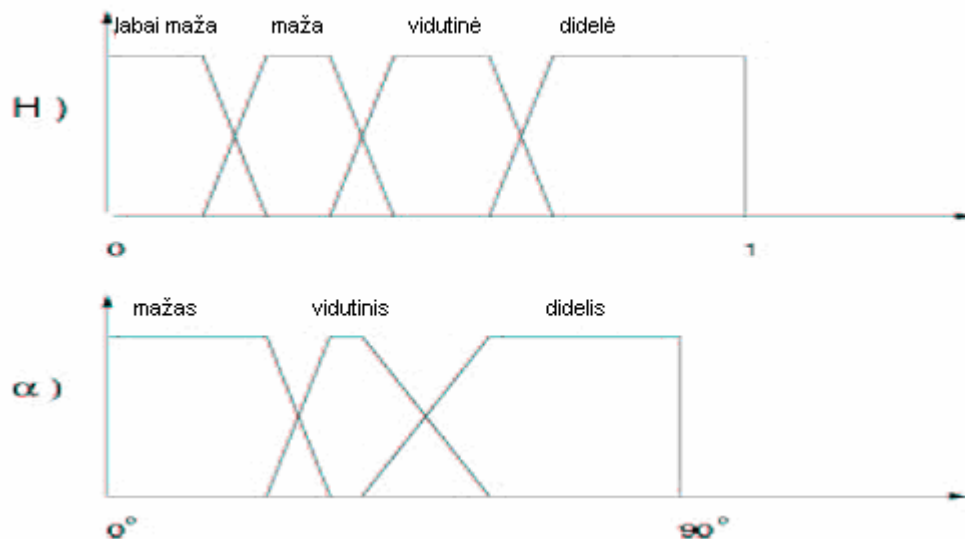 labai maža maža vidutinė didelė
H )
0 1
mažas vidutinis didelis
α )
0° 90°